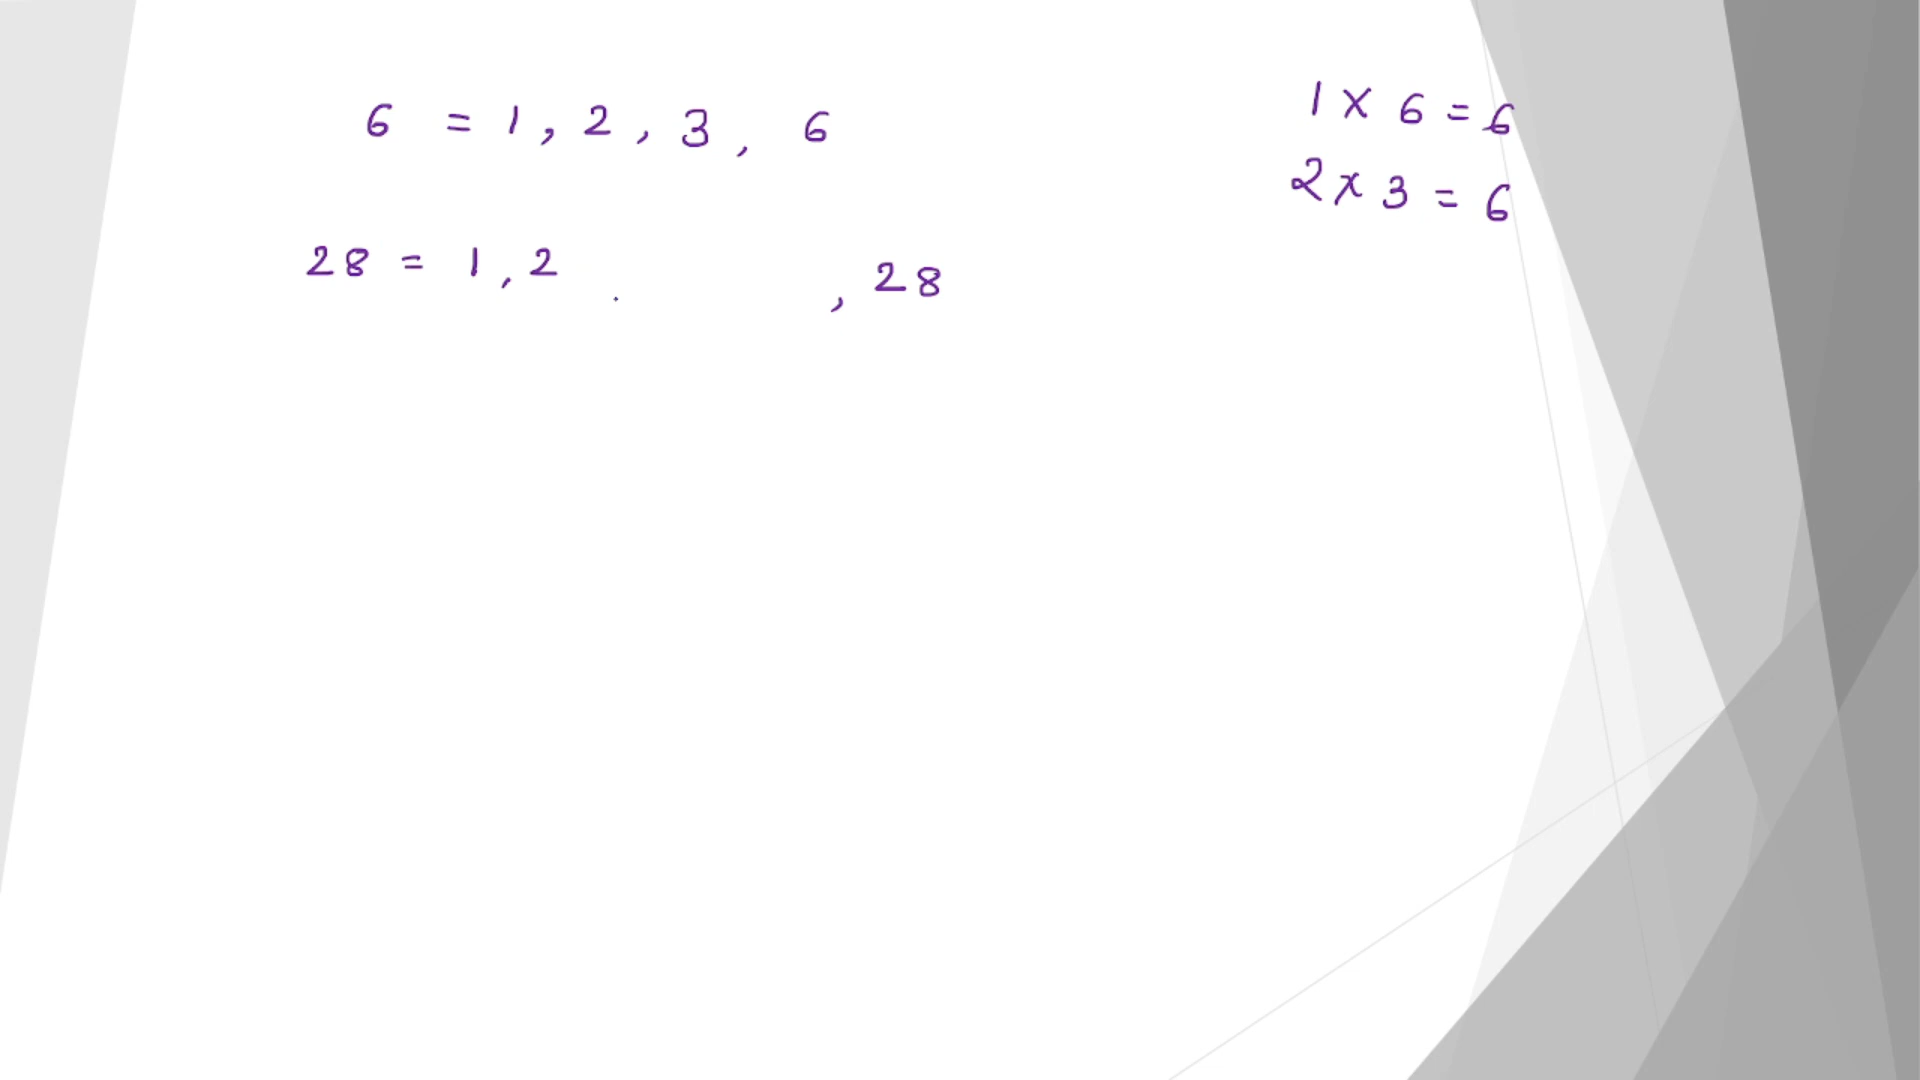 6 = 1, 2, 3, 6
1 x 6 = 6
2 x 3 = 6
28 = 1, 2 . , 28